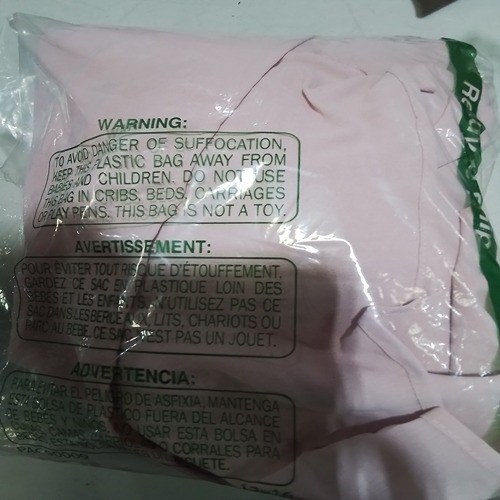 WARNING:
TO AVOID DANGER OF SUFFOCATION,
KEEP THIS PLASTIC BAG AWAY FROM
BABIES AND CHILDREN. DO NOT USE
THIS BAG IN CRIBS, BEDS, CARRIAGES
OR PLAY PENS. THIS BAG IS NOT A TOY.
AVERTISSEMENT:
POUR ÉVITER TOUT RISQUE D'ÉTOUFFEMENT,
GARDEZ CE SAC EN PLASTIQUE LOIN DES
BÉBÉS ET LES ENFANTS. N'UTILISEZ PAS CE
SAC DANS LES BERCEAUX, LITS, CHARIOTS OU
PARC AU BÉBÉ. CE SAC N'EST PAS UN JOUET.
ADVERTENCIA:
PARA EVITAR EL PELIGRO DE ASFIXIA, MANTENGA
ESTA BOLSA DE PLASTICO FUERA DEL ALCANCE
DE BEBES Y USAR ESTA BOLSA EN
CORRALES PARA